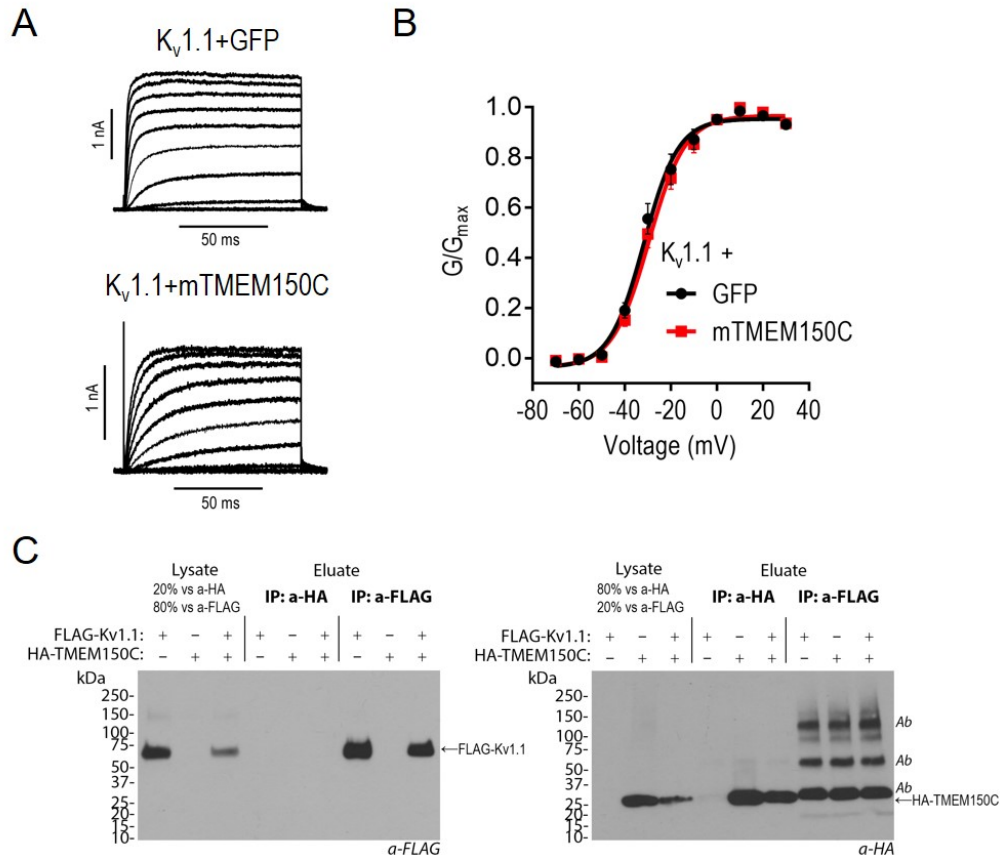 A
Kv1.1+GFP
1 nA
50 ms
Kv1.1+mTMEM150C
1 nA
50 ms
B
G/Gmax
1.0
0.8
0.6
0.4
0.2
0.0
Kv1.1 +
GFP
mTMEM150C
-80 -60 -40 -20 0 20 40
Voltage (mV)
C
Lysate
20% vs a-HA
80% vs a-FLAG
Eluate
IP: a-HA IP: a-FLAG
FLAG-Kv1.1: + - + + - + + - +
HA-TMEM150C: - + + - + + - + +
kDa
250-
150-
100-
75-
50-
37-
25-
20-
15-
10-
←FLAG-Kv1.1
a-FLAG
Lysate
80% vs a-HA
20% vs a-FLAG
Eluate
IP: a-HA IP: a-FLAG
FLAG-Kv1.1: + - + + - + + - +
HA-TMEM150C: - + + - + + - + +
kDa
250-
150-
100-
75-
50-
37-
25-
20-
15-
10-
Ab
Ab
Ab
←HA-TMEM150C
a-HA